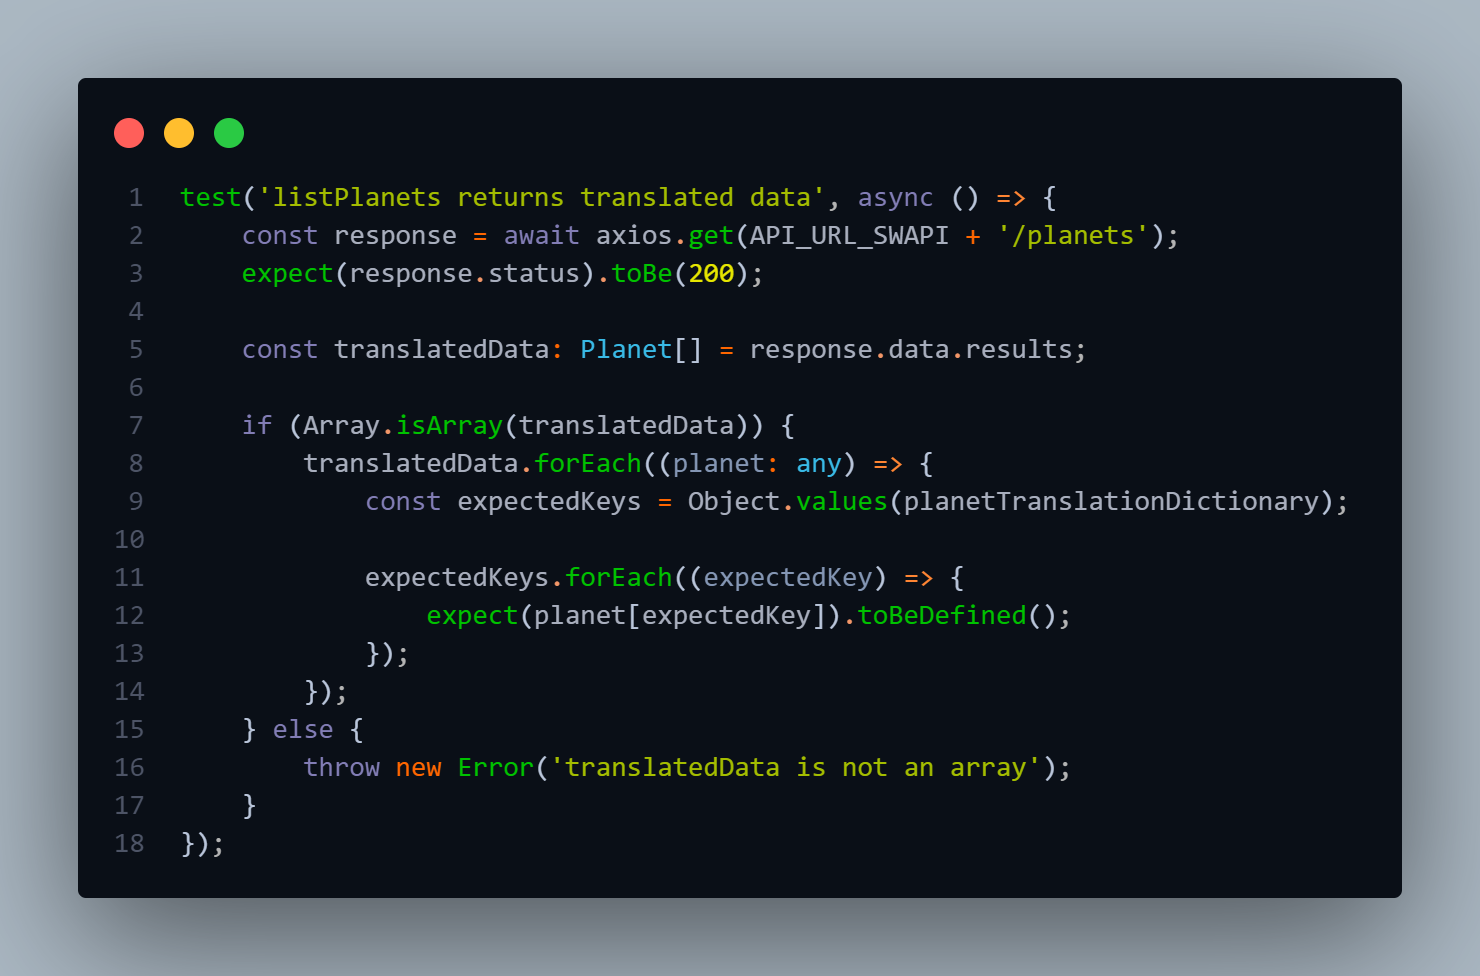 1 test('listPlanets returns translated data', async () => {
2     const response = await axios.get(API_URL_SWAPI + '/planets');
3     expect(response.status).toBe(200);
4
5     const translatedData: Planet[] = response.data.results;
6
7     if (Array.isArray(translatedData)) {
8         translatedData.forEach((planet: any) => {
9             const expectedKeys = Object.values(planetTranslationDictionary);
10
11             expectedKeys.forEach((expectedKey) => {
12                 expect(planet[expectedKey]).toBeDefined();
13             });
14         });
15     } else {
16         throw new Error('translatedData is not an array');
17     }
18 });